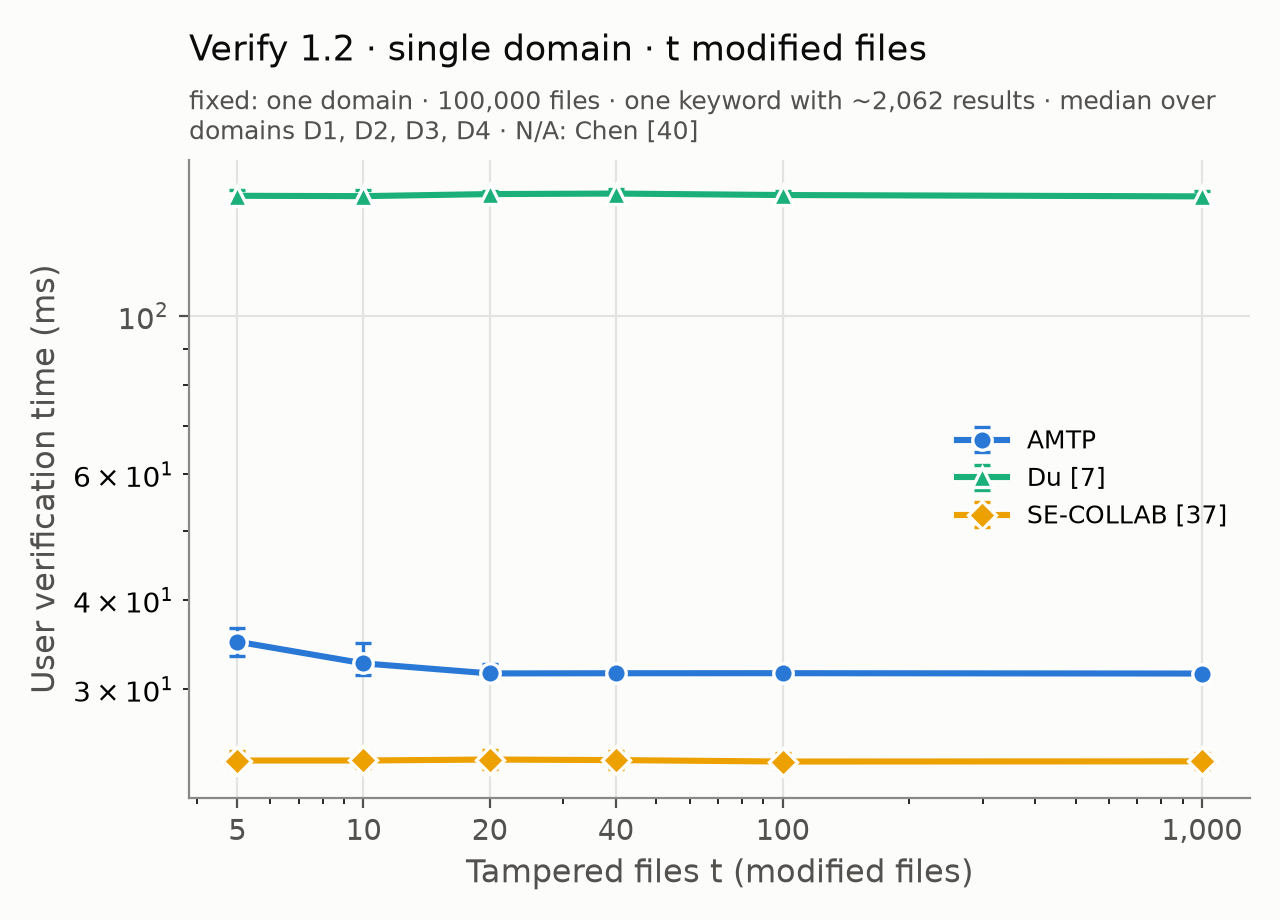 Verify 1.2 · single domain · t modified files
fixed: one domain · 100,000 files · one keyword with ~2,062 results · median over
domains D1, D2, D3, D4 · N/A: Chen [40]
User verification time (ms)
10²
6 × 10¹
4 × 10¹
3 × 10¹
AMTP
Du [7]
SE-COLLAB [37]
5 10 20 40 100 1,000
Tampered files t (modified files)